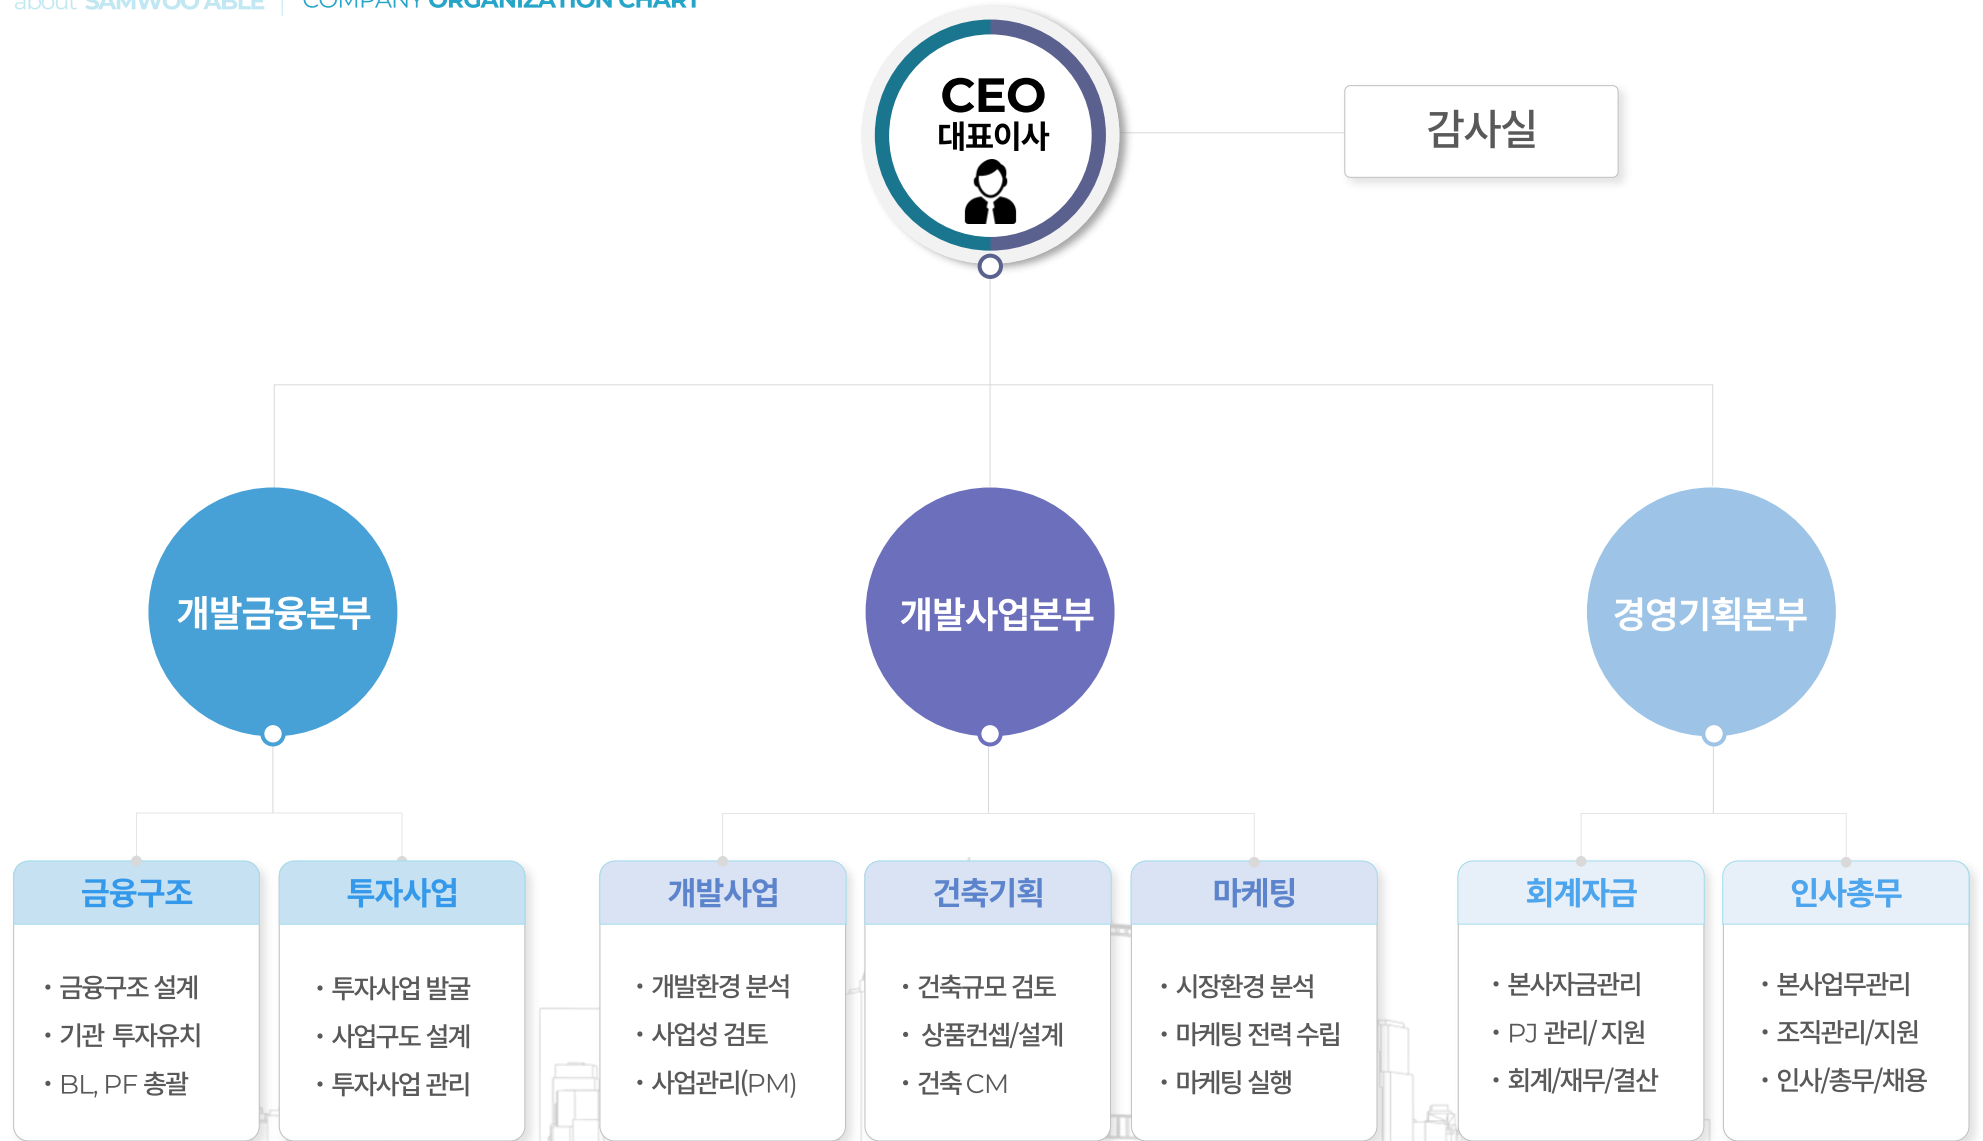 about SAMWOO ABLE | COMPANY ORGANIZATION CHART
CEO
대표이사
감사실
개발금융본부
개발사업본부
경영기획본부
금융구조
· 금융구조 설계
· 기관 투자유치
· BL, PF 총괄
투자사업
· 투자사업 발굴
· 사업구도 설계
· 투자사업 관리
개발사업
· 개발환경 분석
· 사업성 검토
· 사업관리(PM)
건축기획
· 건축규모 검토
· 상품컨셉/설계
· 건축 CM
마케팅
· 시장환경 분석
· 마케팅 전력 수립
· 마케팅 실행
회계자금
· 본사자금관리
· PJ 관리/ 지원
· 회계/재무/결산
인사총무
· 본사업무관리
· 조직관리/지원
· 인사/총무/채용